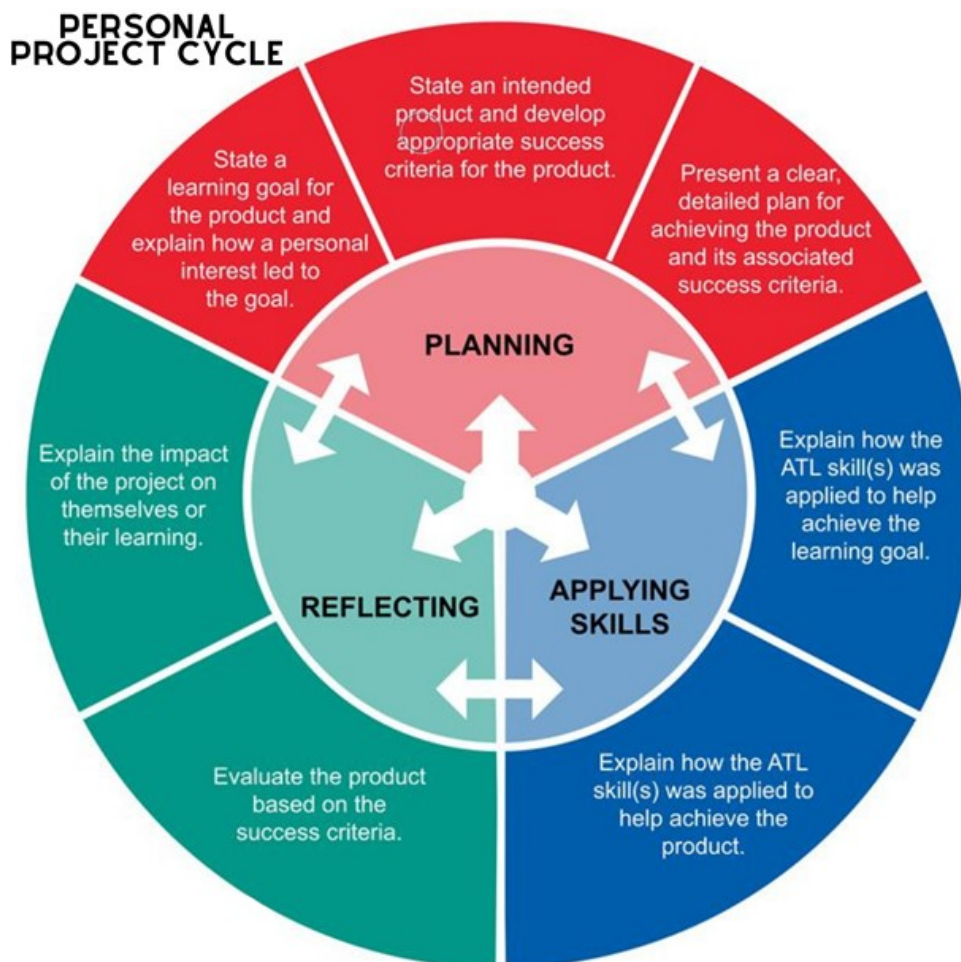 PERSONAL
PROJECT CYCLE
State a
learning goal for
the product and
explain how a personal
interest led to
the goal.
State an intended
product and develop
appropriate success
criteria for the product.
Present a clear,
detailed plan for
achieving the product
and its associated
success criteria.
PLANNING
Explain how the
ATL skill(s) was
applied to help
achieve the
learning goal.
Explain how the ATL
skill(s) was applied to
help achieve the
product.
APPLYING
SKILLS
Evaluate the product
based on the
success criteria.
Explain the impact
of the project on
themselves or
their learning.
REFLECTING